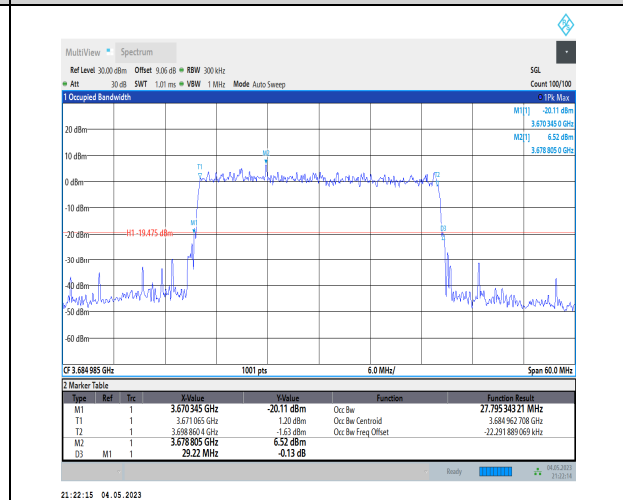 MultiView Spectrum
Ref Level 30.00 dBm Offset 9.06 dB RBW 300 kHz SGL
Att 30 dB SWT 1.01 ms VBW 1 MHz Mode Auto Sweep Count 100/100
1 Occupied Bandwidth 1Pk Max
M1[1] -20.11 dBm
3.670 345 0 GHz
M2[1] 6.52 dBm
3.678 805 0 GHz
20 dBm
10 dBm
M2
T1
T2
0 dBm
-10 dBm
M1
D3
-20 dBm
H1 -19.475 dBm
-30 dBm
-40 dBm
-50 dBm
-60 dBm
CF 3.684 985 GHz 1001 pts 6.0 MHz/ Span 60.0 MHz
2 Marker Table
Type Ref Trc X-Value Y-Value Function Function Result
M1 1 3.670 345 GHz -20.11 dBm Occ Bw 27.795 343 21 MHz
T1 1 3.671 065 GHz 1.20 dBm Occ Bw Centroid 3.684 962 708 GHz
T2 1 3.698 860 4 GHz -1.63 dBm Occ Bw Freq Offset -22.291 889 069 kHz
M2 1 3.678 805 GHz 6.52 dBm
D3 M1 1 29.22 MHz -0.13 dB
Ready 04.05.2023
21:22:14
21:22:15 04.05.2023